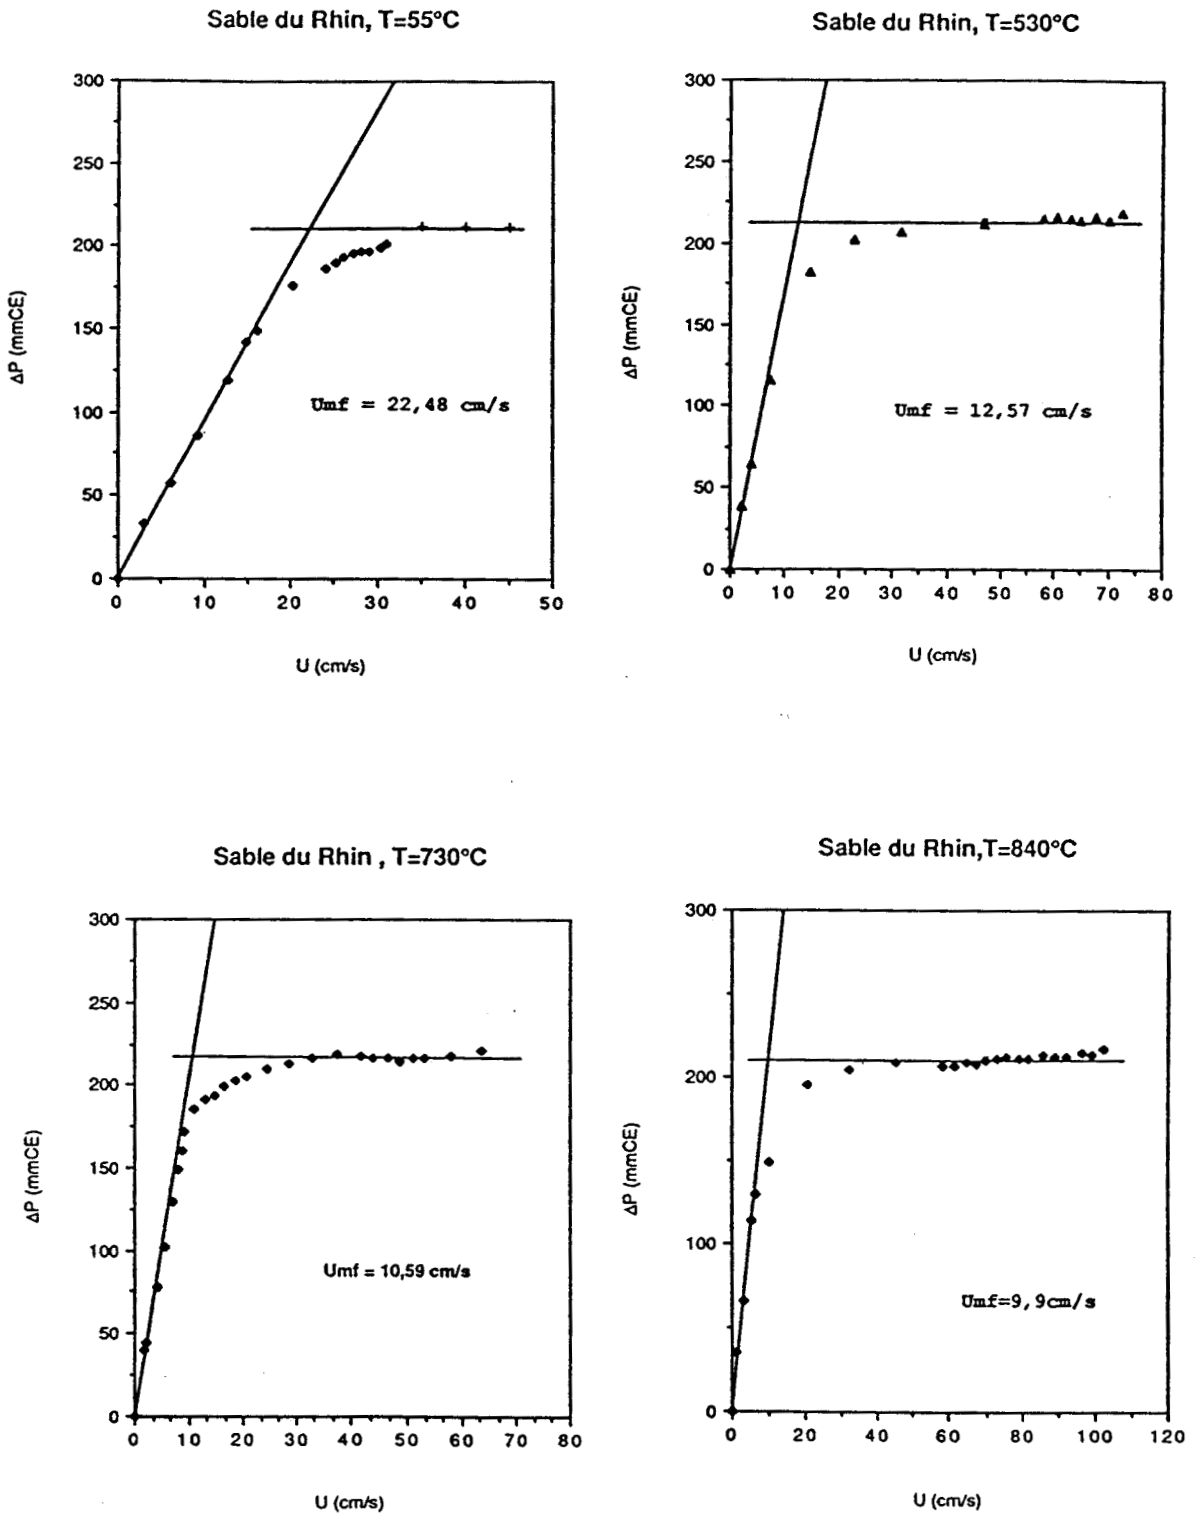 Sable du Rhin, T=55°C
300
250
200
150
100
50
0
0 10 20 30 40 50
ΔP (mmCE)
U (cm/s)
Umf = 22,48 cm/s
Sable du Rhin, T=530°C
300
250
200
150
100
50
0
0 10 20 30 40 50 60 70 80
ΔP (mmCE)
U (cm/s)
Umf = 12,57 cm/s
Sable du Rhin , T=730°C
300
250
200
150
100
50
0
0 10 20 30 40 50 60 70 80
ΔP (mmCE)
U (cm/s)
Umf = 10,59 cm/s
Sable du Rhin,T=840°C
300
200
100
0
0 20 40 60 80 100 120
ΔP (mmCE)
U (cm/s)
Umf=9,9cm/s